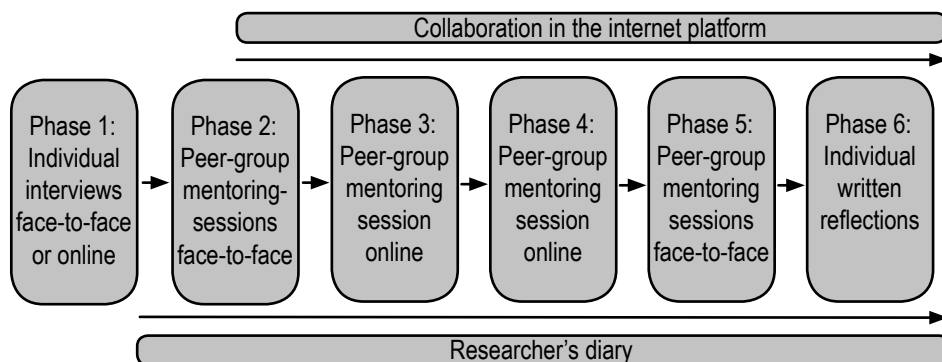 Collaboration in the internet platform
Phase 1:
Individual
interviews
face-to-face
or online
Phase 2:
Peer-group
mentoring-
sessions
face-to-face
Phase 3:
Peer-group
mentoring
session
online
Phase 4:
Peer-group
mentoring
session
online
Phase 5:
Peer-group
mentoring
sessions
face-to-face
Phase 6:
Individual
written
reflections
Researcher's diary